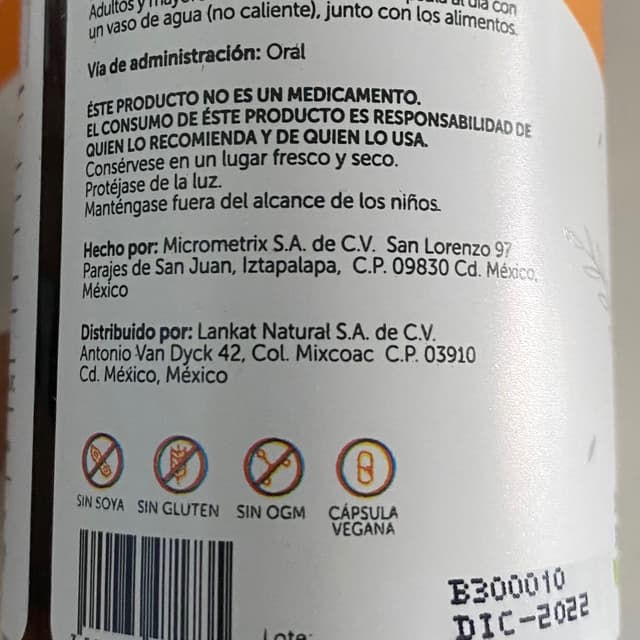 Adultos y
al día con
un vaso de agua (no caliente), junto con los alimentos.
Vía de administración: Oral
ÉSTE PRODUCTO NO ES UN MEDICAMENTO.
EL CONSUMO DE ÉSTE PRODUCTO ES RESPONSABILIDAD DE
QUIEN LO RECOMIENDA Y DE QUIEN LO USA.
Consérvese en un lugar fresco y seco.
Protéjase de la luz.
Manténgase fuera del alcance de los niños.
Hecho por: Micrometrix S.A. de C.V. San Lorenzo 97
Parajes de San Juan, Iztapalapa, C.P. 09830 Cd. México,
México
Distribuido por: Lankat Natural S.A. de C.V.
Antonio Van Dyck 42, Col. Mixcoac C.P. 03910
Cd. México, México
SIN SOYA
SIN GLUTEN
SIN OGM
CÁPSULA
VEGANA
Lote:
B300010
DIC-2022